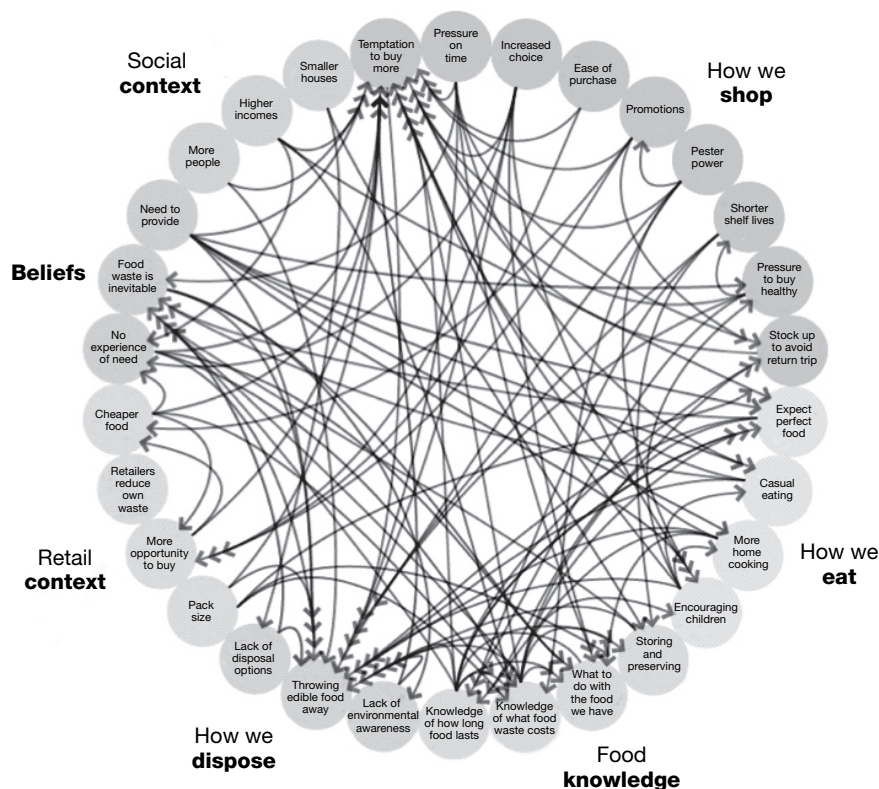 Social
context
How we
shop
Beliefs
Retail
context
How we
eat
How we
dispose
Food
knowledge
Temptation
to buy
more
Pressure
on
time
Increased
choice
Ease of
purchase
Promotions
Pester
power
Shorter
shelf lives
Pressure
to buy
healthy
Stock up
to avoid
return trip
Expect
perfect
food
Casual
eating
More
home
cooking
Encouraging
children
Storing
and
preserving
What to
do with
the food
we have
Knowledge
of what food
waste costs
Knowledge
of how long
food lasts
Lack of
environmental
awareness
Throwing
edible food
away
Lack of
disposal
options
Pack
size
More
opportunity
to buy
Retailers
reduce
own
waste
Cheaper
food
No
experience
of need
Food
waste is
inevitable
Need to
provide
More
people
Higher
incomes
Smaller
houses